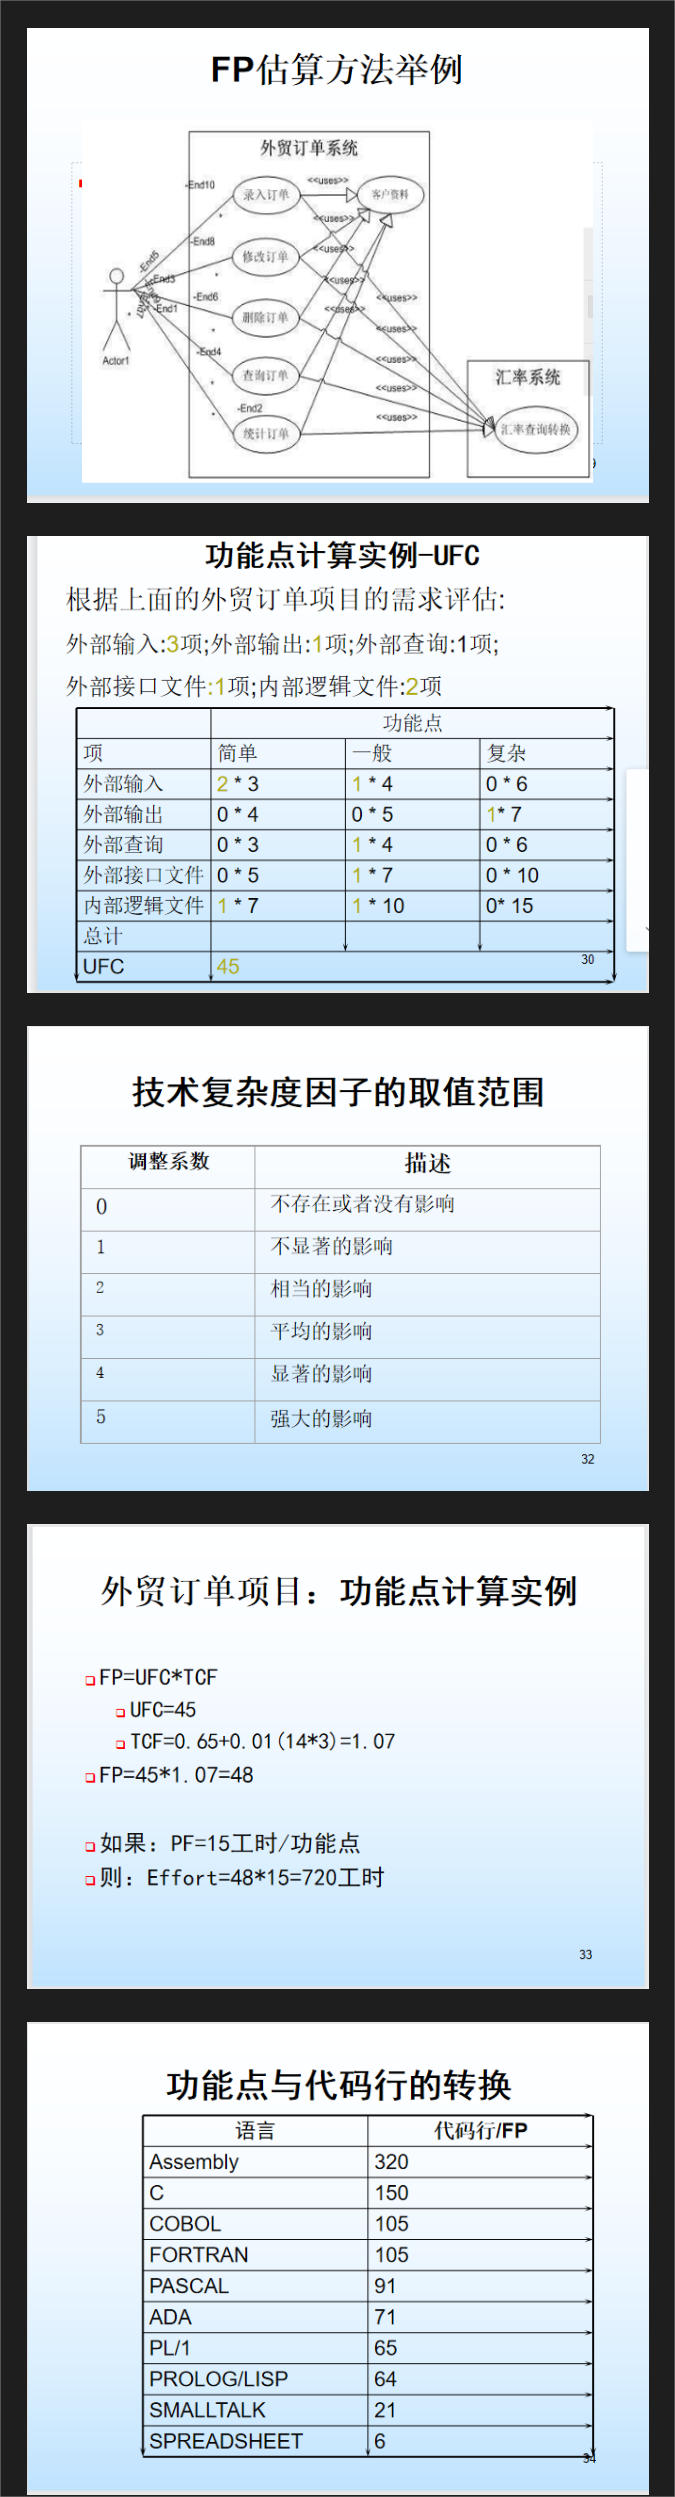 FP估算方法举例
外贸订单系统
-End10
录入订单
<<uses>>
客户资料
*
<<uses>>
-End8
-End5
修改订单
<<uses>>
-End3
*
<<uses>>
-End6
<<uses>>
-End1
删除订单
<<uses>>
*
*
<<uses>>
Actor1
-End4
<<uses>>
汇率系统
查询订单
*
<<uses>>
-End2
*
<<uses>>
统计订单
汇率查询转换
9
功能点计算实例-UFC
根据上面的外贸订单项目的需求评估:
外部输入:3项;外部输出:1项;外部查询:1项;
外部接口文件:1项;内部逻辑文件:2项
功能点
项 简单 一般 复杂
外部输入 2 * 3 1 * 4 0 * 6
外部输出 0 * 4 0 * 5 1* 7
外部查询 0 * 3 1 * 4 0 * 6
外部接口文件 0 * 5 1 * 7 0 * 10
内部逻辑文件 1 * 7 1 * 10 0* 15
总计
UFC 45
30
技术复杂度因子的取值范围
调整系数 描述
0 不存在或者没有影响
1 不显著的影响
2 相当的影响
3 平均的影响
4 显著的影响
5 强大的影响
32
外贸订单项目：功能点计算实例
FP=UFC*TCF
UFC=45
TCF=0.65+0.01(14*3)=1.07
FP=45*1.07=48
如果：PF=15工时/功能点
则：Effort=48*15=720工时
33
功能点与代码行的转换
语言 代码行/FP
Assembly 320
C 150
COBOL 105
FORTRAN 105
PASCAL 91
ADA 71
PL/1 65
PROLOG/LISP 64
SMALLTALK 21
SPREADSHEET 6
34